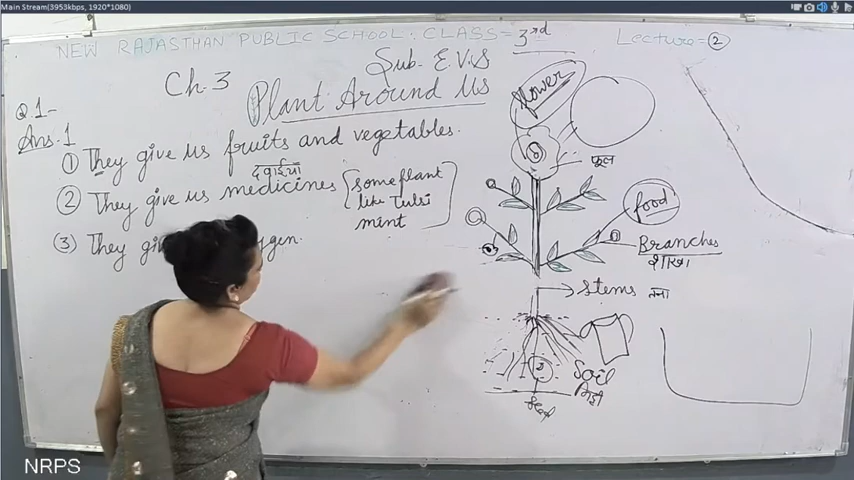 Main Stream(3953kbps, 1920*1080)
NEW RAJASTHAN PUBLIC SCHOOL: CLASS= 3rd
Lecture=②
Sub- E.V.S
Ch.3
Plant Around Us
Q.1-
Ans.1
① They give us fruits and vegetables.
दवाईयां
② They give us medicines [some plant
like Tulsi
mint]
③ They
flower
फूल
food
Branches
शाखा
Stems तना
Soil
मिट्टी
NRPS